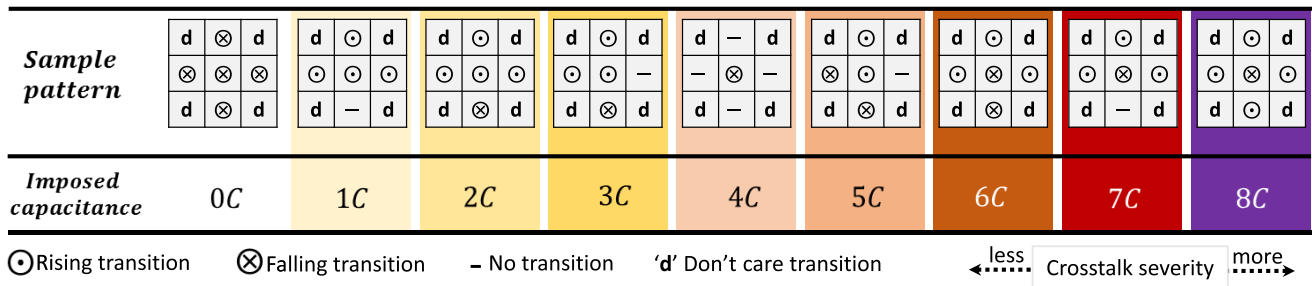 Sample pattern
d ⊗ d d ⊙ d d ⊙ d d ⊙ d d – d d ⊙ d d ⊙ d d ⊙ d d ⊙ d
⊗ ⊗ ⊗ ⊙ ⊙ ⊙ ⊙ ⊙ ⊙ ⊙ ⊙ – – ⊗ – ⊗ ⊙ – ⊙ ⊗ ⊙ ⊙ ⊗ ⊙ ⊙ ⊗ ⊙
d ⊗ d d – d d ⊗ d d ⊗ d d – d d ⊗ d d ⊗ d d – d d ⊙ d
Imposed
capacitance
0C 1C 2C 3C 4C 5C 6C 7C 8C
⊙ Rising transition ⊗ Falling transition – No transition ‘d’ Don't care transition less Crosstalk severity more